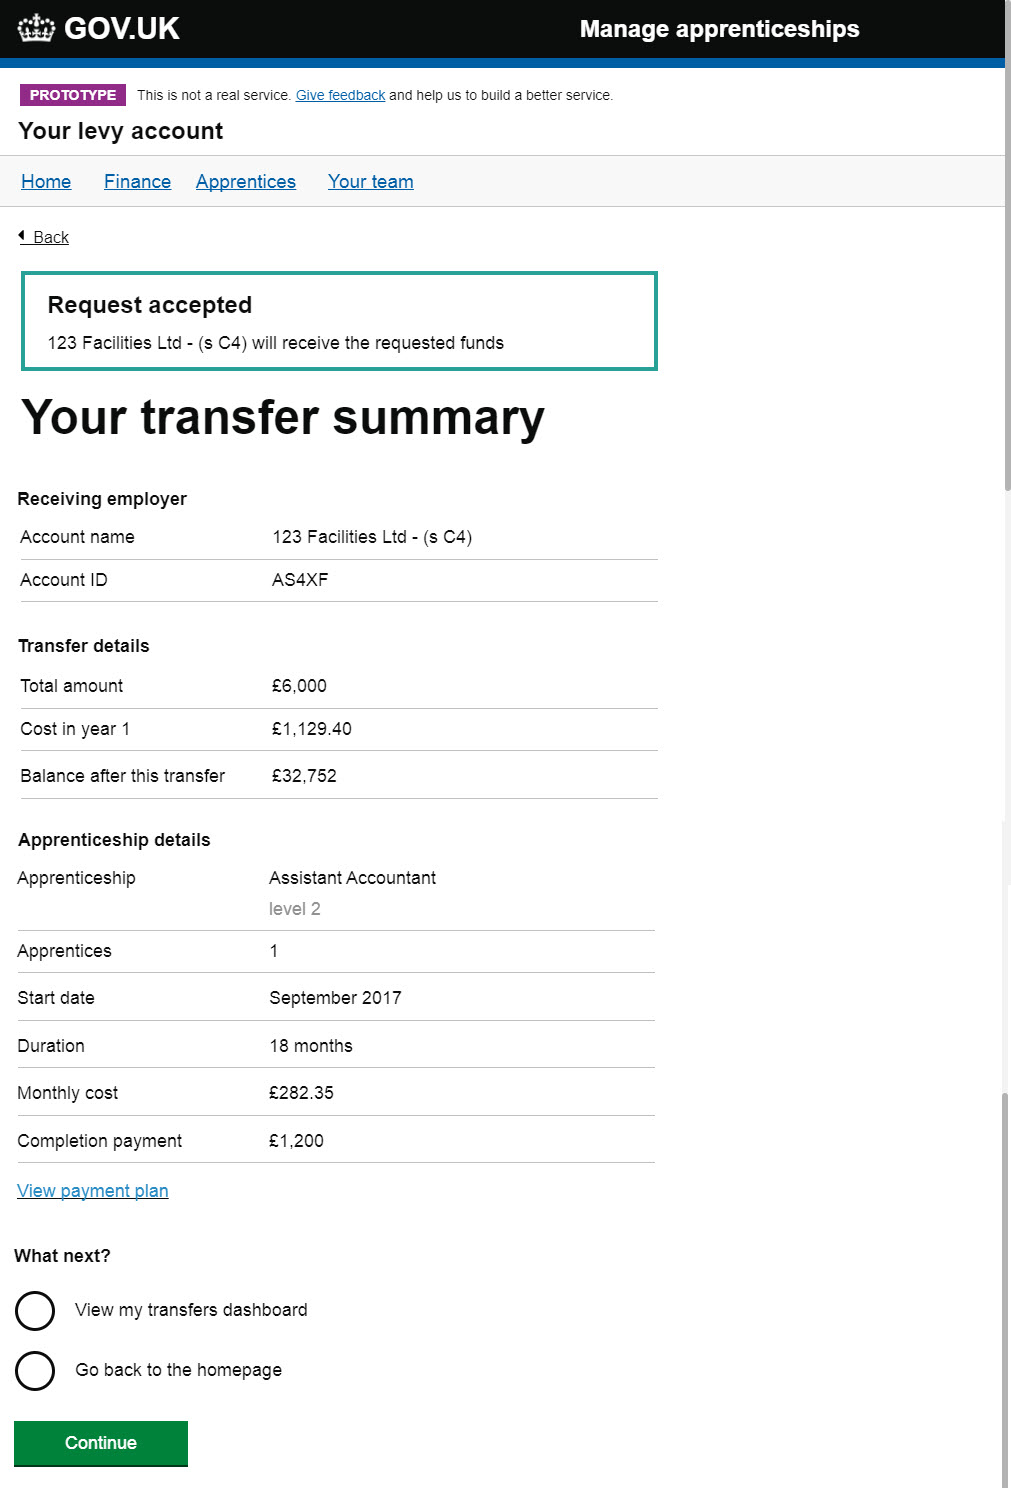 GOV.UK Manage apprenticeships
PROTOTYPE This is not a real service. Give feedback and help us to build a better service.
Your levy account
Home Finance Apprentices Your team
Back
Request accepted
123 Facilities Ltd - (s C4) will receive the requested funds
Your transfer summary
Receiving employer
Account name 123 Facilities Ltd - (s C4)
Account ID AS4XF
Transfer details
Total amount £6,000
Cost in year 1 £1,129.40
Balance after this transfer £32,752
Apprenticeship details
Apprenticeship Assistant Accountant
level 2
Apprentices 1
Start date September 2017
Duration 18 months
Monthly cost £282.35
Completion payment £1,200
View payment plan
What next?
View my transfers dashboard
Go back to the homepage
Continue